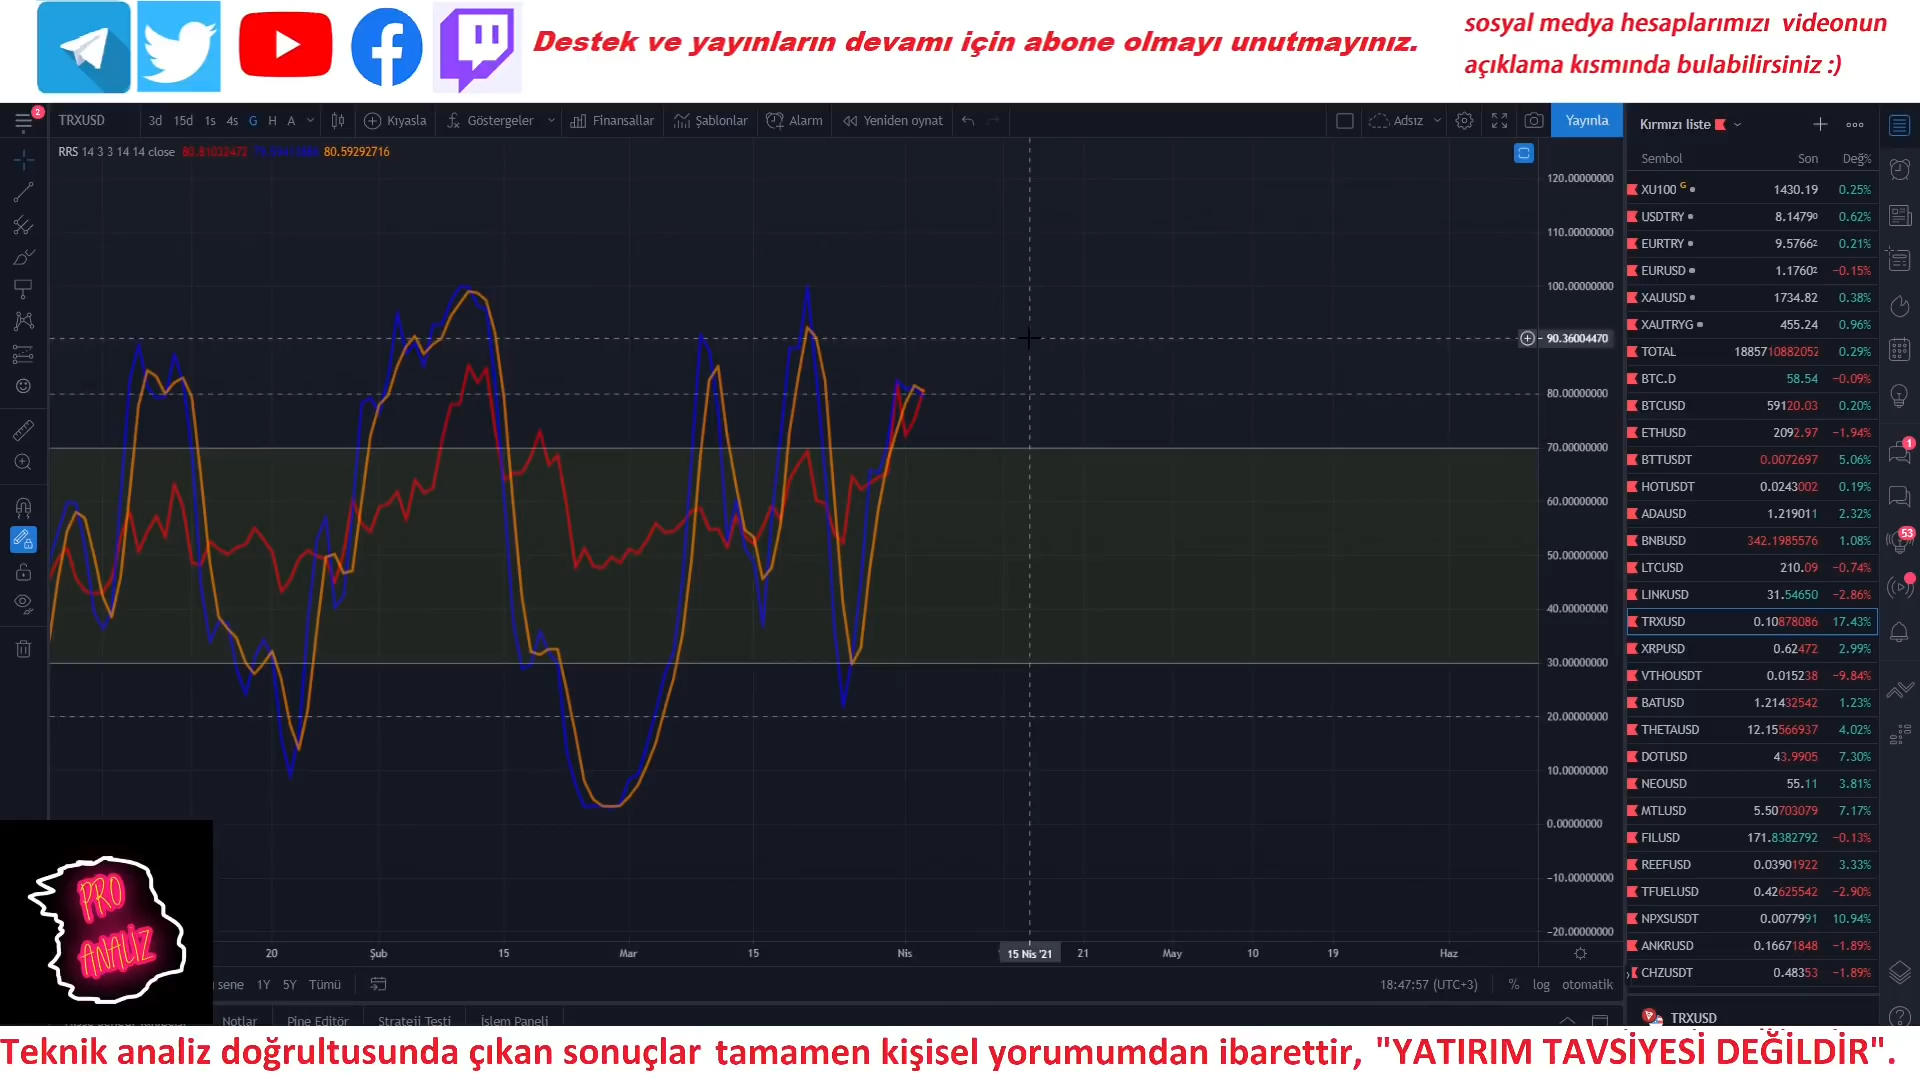 Destek ve yayınların devamı için abone olmayı unutmayınız.
sosyal medya hesaplarımızı videonun
açıklama kısmında bulabilirsiniz :)
2
TRXUSD 3d 15d 1s 4s G H A Kıyasla Göstergeler Finansallar Şablonlar Alarm Yeniden oynat Adsız Yayınla
RRS 14 3 3 14 14 close 80.81032472 80.59292716
120.00000000
110.00000000
100.00000000
90.36004470
80.00000000
70.00000000
60.00000000
50.00000000
40.00000000
30.00000000
20.00000000
10.00000000
0.00000000
-10.00000000
-20.00000000
20 Şub 15 Mar 15 Nis 15 Nis '21 21 May 10 19 Haz
sene 1Y 5Y Tümü 18:47:57 (UTC+3) % log otomatik
Notlar Pine Editör Strateji Testi İşlem Paneli
Kırmızı liste
Sembol Son Değ%
XU100 G 1430.19 0.25%
USDTRY 8.14790 0.62%
EURTRY 9.57662 0.21%
EURUSD 1.17602 −0.15%
XAUUSD 1734.82 0.38%
XAUTRYG 455.24 0.96%
TOTAL 1885710882052 0.29%
BTC.D 58.54 −0.09%
BTCUSD 59120.03 0.20%
ETHUSD 2092.97 −1.94%
BTTUSDT 0.0072697 5.06%
HOTUSDT 0.0243002 0.19%
ADAUSD 1.219011 2.32%
BNBUSD 342.1985576 1.08%
LTCUSD 210.09 −0.74%
LINKUSD 31.54650 −2.86%
TRXUSD 0.10878086 17.43%
XRPUSD 0.62472 2.99%
VTHOUSDT 0.015238 −9.84%
BATUSD 1.21432542 1.23%
THETAUSD 12.15566937 4.02%
DOTUSD 43.9905 7.30%
NEOUSD 55.11 3.81%
MTLUSD 5.50703079 7.17%
FILUSD 171.8382792 −0.13%
REEFUSD 0.03901922 3.33%
TFUELUSD 0.42625542 −2.90%
NPXSUSDT 0.0077991 10.94%
ANKRUSD 0.16671848 −1.89%
CHZUSDT 0.48353 −1.89%
TRXUSD
1
53
PRO
ANALİZ
Teknik analiz doğrultusunda çıkan sonuçlar tamamen kişisel yorumumdan ibarettir, "YATIRIM TAVSİYESİ DEĞİLDİR".